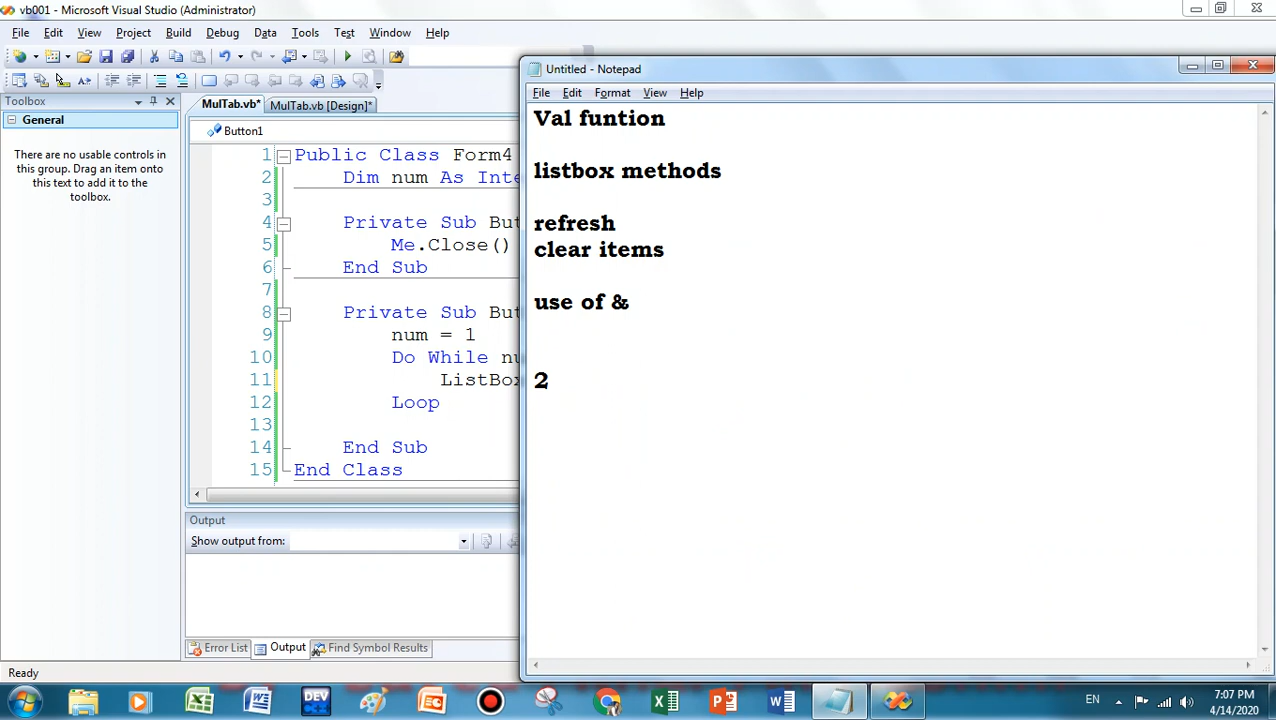 vb001 - Microsoft Visual Studio (Administrator)
File Edit View Project Build Debug Data Tools Test Window Help
Toolbox
General
There are no usable controls in
this group. Drag an item onto
this text to add it to the
toolbox.
MulTab.vb* MulTab.vb [Design]*
Button1
1 Public Class Form4
2 Dim num As Inte
3
4 Private Sub But
5 Me.Close()
6 End Sub
7
8 Private Sub But
9 num = 1
10 Do While nu
11 ListBox
12 Loop
13
14 End Sub
15 End Class
Output
Show output from:
Error List Output Find Symbol Results
Ready
Untitled - Notepad
File Edit Format View Help
Val funtion
listbox methods
refresh
clear items
use of &
2
DEV
C++
EN
7:07 PM
4/14/2020